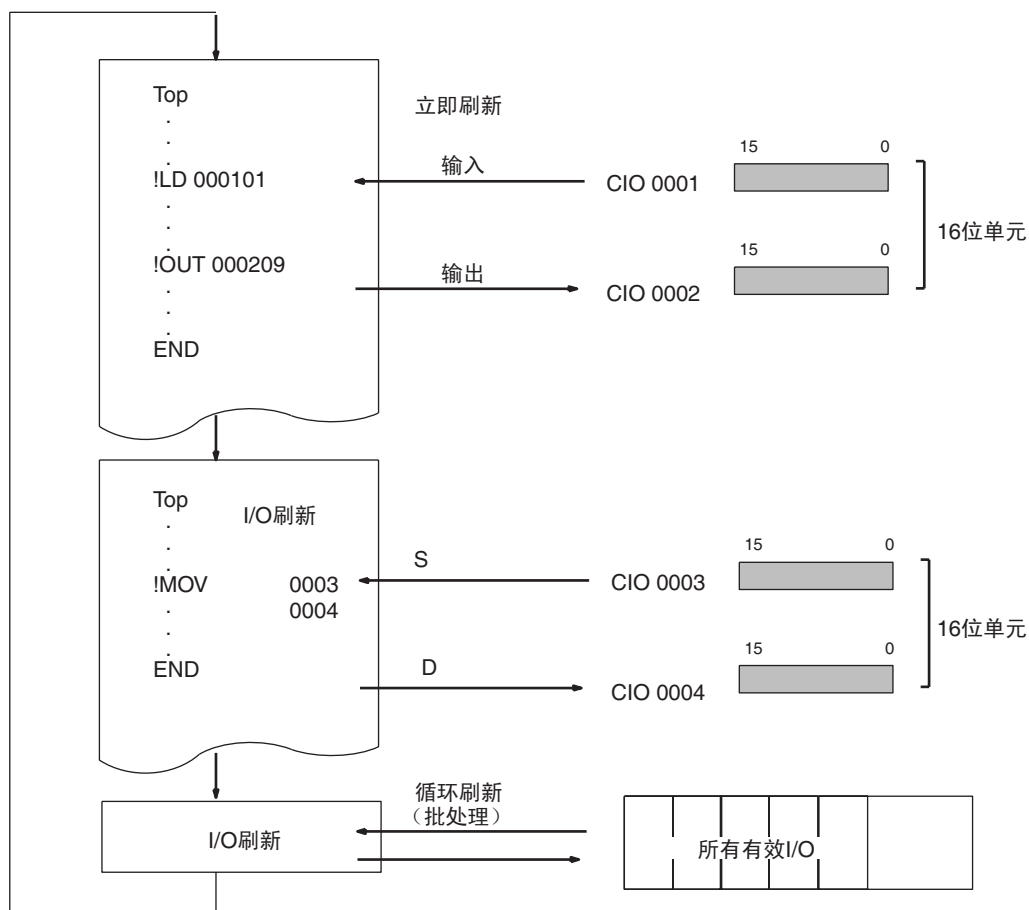 Top
·
·
·
!LD 000101
·
·
·
!OUT 000209
·
·
·
END
立即刷新
输入
CIO 0001
15 0
输出
CIO 0002
15 0
16位单元
Top
I/O刷新
·
·
·
!MOV 0003
0004
·
·
·
END
S
CIO 0003
15 0
D
CIO 0004
15 0
16位单元
循环刷新
（批处理）
I/O刷新
所有有效I/O